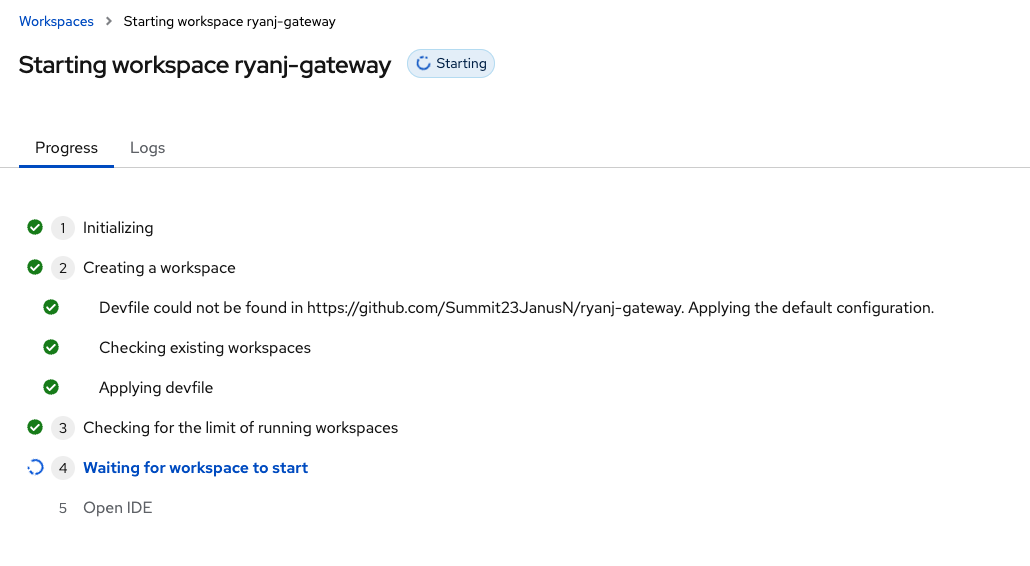 Workspaces > Starting workspace ryanj-gateway
Starting workspace ryanj-gateway Starting
Progress Logs
1 Initializing
2 Creating a workspace
Devfile could not be found in https://github.com/Summit23JanusN/ryanj-gateway. Applying the default configuration.
Checking existing workspaces
Applying devfile
3 Checking for the limit of running workspaces
4 Waiting for workspace to start
5 Open IDE